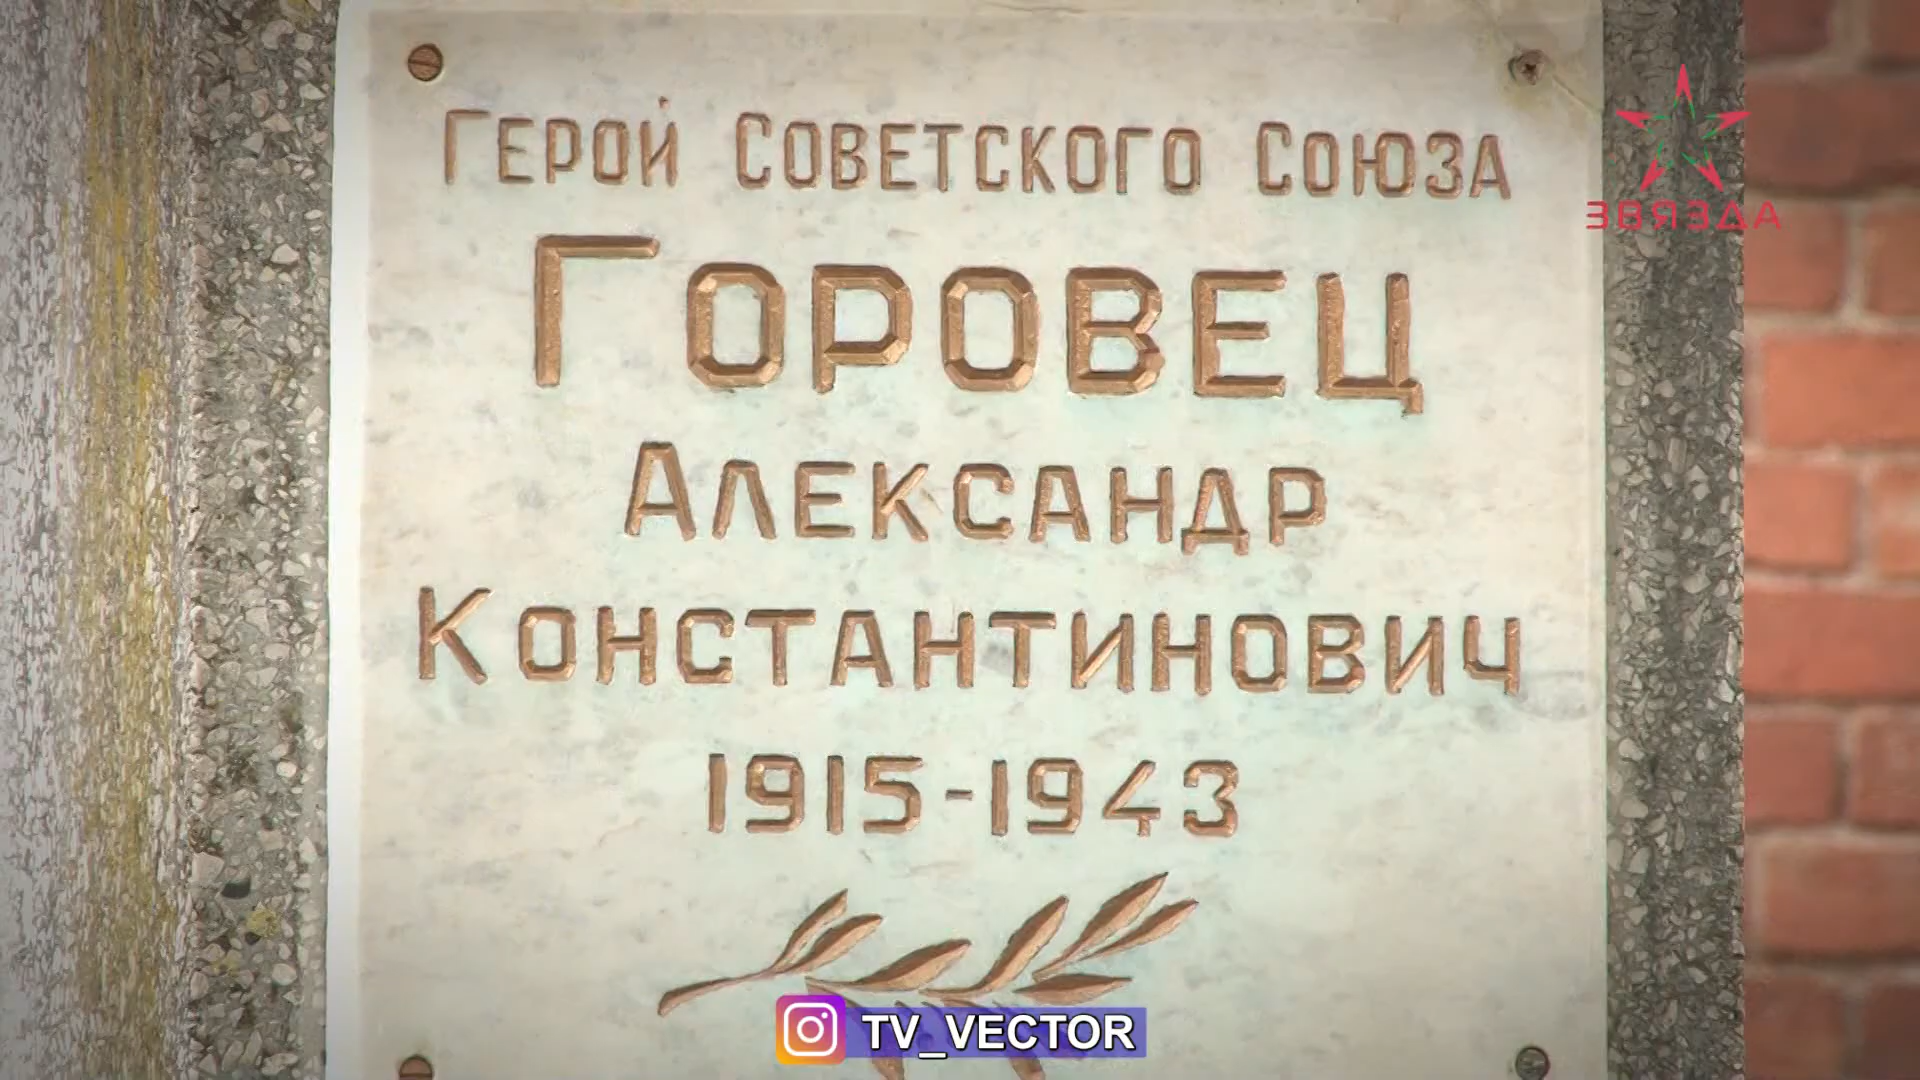 Герой Советского Союза
Горовец
Александр
Константинович
1915-1943
ЗВЯЗДА
TV_VECTOR